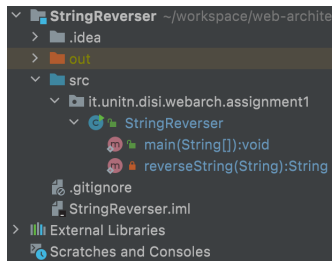 StringReverser ~/workspace/web-archite
.idea
out
src
it.unitn.disi.webarch.assignment1
StringReverser
main(String[]):void
reverseString(String):String
.gitignore
StringReverser.iml
External Libraries
Scratches and Consoles